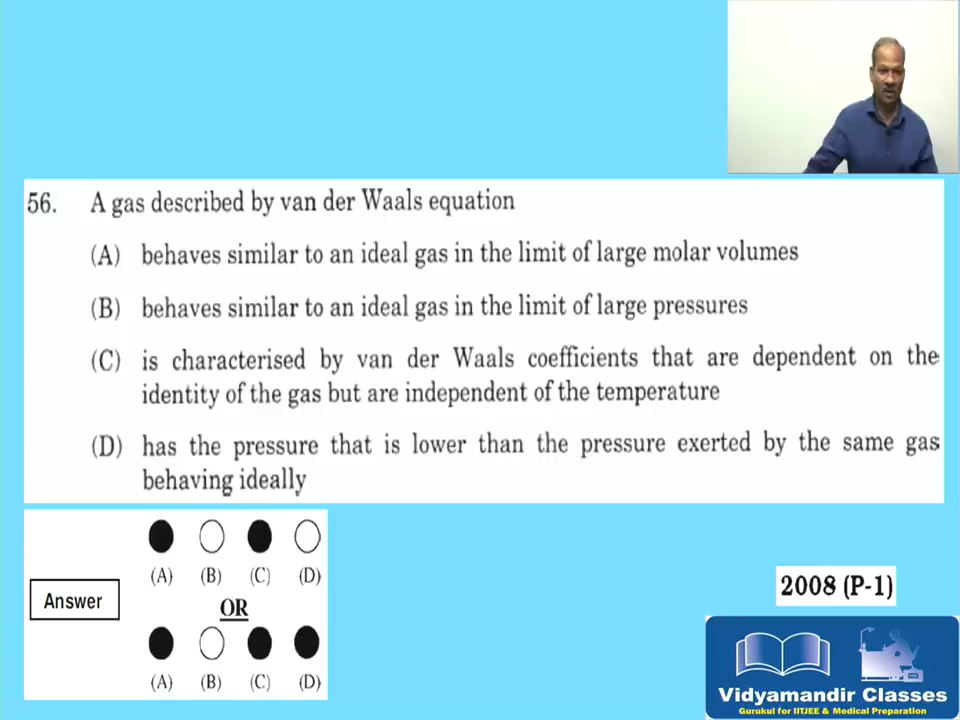 56. A gas described by van der Waals equation
(A) behaves similar to an ideal gas in the limit of large molar volumes
(B) behaves similar to an ideal gas in the limit of large pressures
(C) is characterised by van der Waals coefficients that are dependent on the
identity of the gas but are independent of the temperature
(D) has the pressure that is lower than the pressure exerted by the same gas
behaving ideally
(A) (B) (C) (D)
Answer
OR
(A) (B) (C) (D)
2008 (P-1)
Vidyamandir Classes
Gurukul for IITJEE & Medical Preparation